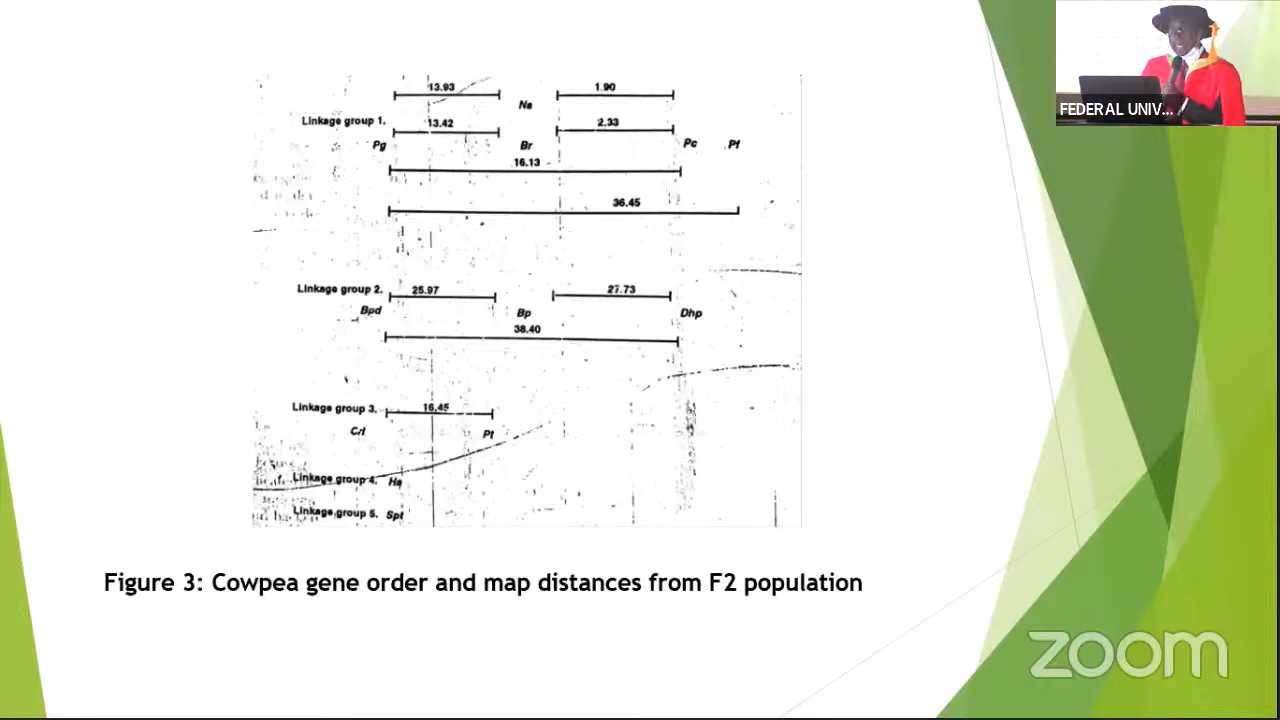 13.93
1.90
Na
Linkage group 1.
13.42
2.33
Pg
Br
Pc
Pf
16.13
36.45
Linkage group 2.
25.97
27.73
Bpd
Bp
Dhp
38.40
Linkage group 3.
16.45
Crl
Pt
Linkage group 4. Ha
Linkage group 5. Spt
Figure 3: Cowpea gene order and map distances from F2 population
FEDERAL UNIV...
zoom